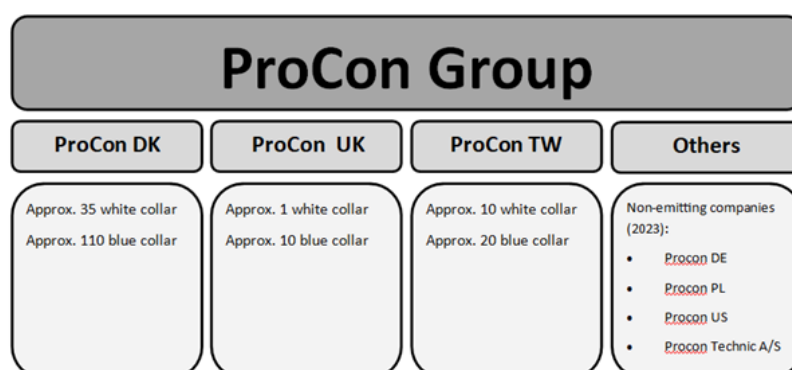 ProCon Group
ProCon DK
ProCon UK
ProCon TW
Others
Approx. 35 white collar
Approx. 110 blue collar
Approx. 1 white collar
Approx. 10 blue collar
Approx. 10 white collar
Approx. 20 blue collar
Non-emitting companies
(2023):
• Procon DE
• Procon PL
• Procon US
• Procon Technic A/S